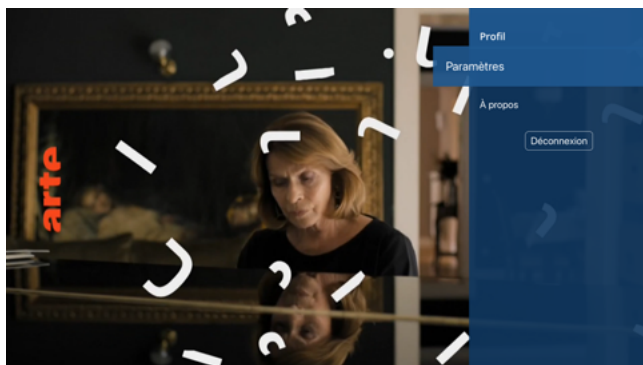 Profil
Paramètres
À propos
Déconnexion
arte